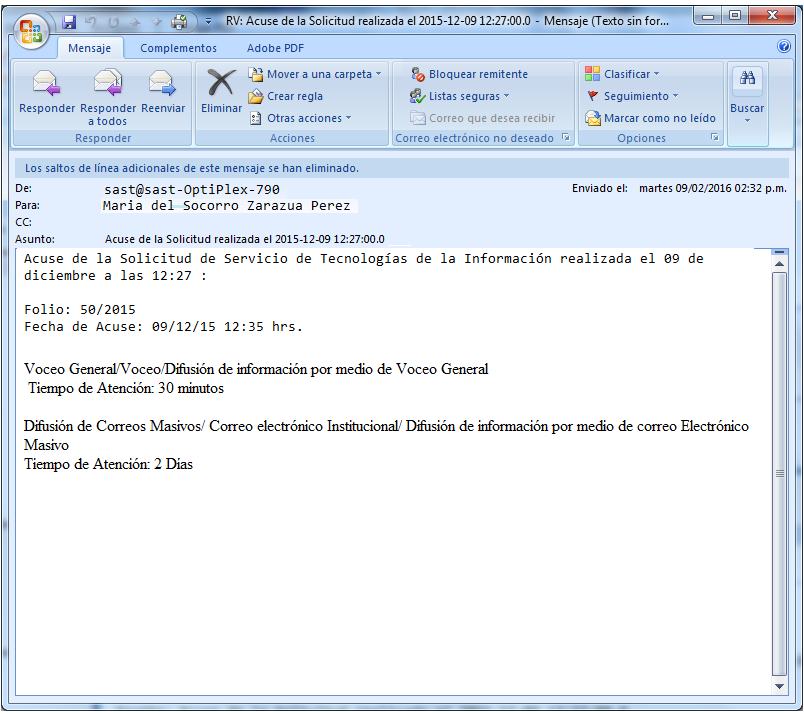 RV: Acuse de la Solicitud realizada el 2015-12-09 12:27:00.0 - Mensaje (Texto sin for...
Mensaje Complementos Adobe PDF
Responder
Responder a todos
Reenviar
Responder
Eliminar
Mover a una carpeta
Crear regla
Otras acciones
Acciones
Bloquear remitente
Listas seguras
Correo que desea recibir
Correo electrónico no deseado
Clasificar
Seguimiento
Marcar como no leído
Opciones
Buscar
Los saltos de línea adicionales de este mensaje se han eliminado.
De: sast@sast-OptiPlex-790 Enviado el: martes 09/02/2016 02:32 p.m.
Para: Maria del Socorro Zarazua Perez
CC:
Asunto: Acuse de la Solicitud realizada el 2015-12-09 12:27:00.0
Acuse de la Solicitud de Servicio de Tecnologías de la Información realizada el 09 de
diciembre a las 12:27 :
Folio: 50/2015
Fecha de Acuse: 09/12/15 12:35 hrs.
Voceo General/Voceo/Difusión de información por medio de Voceo General
Tiempo de Atención: 30 minutos
Difusión de Correos Masivos/ Correo electrónico Institucional/ Difusión de información por medio de correo Electrónico
Masivo
Tiempo de Atención: 2 Días